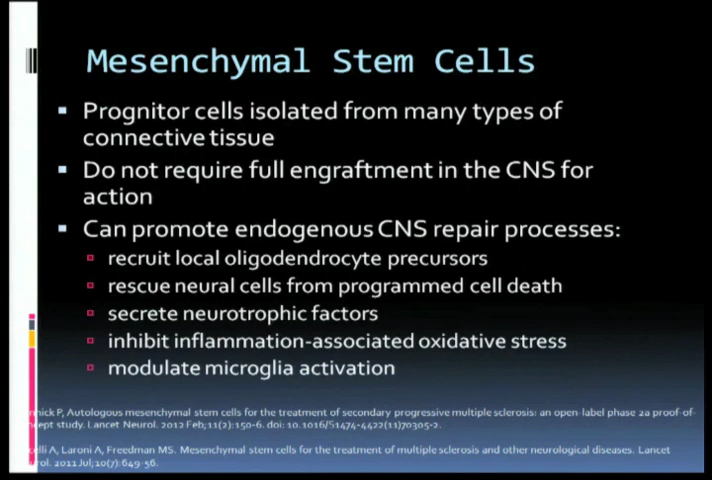 Mesenchymal Stem Cells
Prognitor cells isolated from many types of
connective tissue
Do not require full engraftment in the CNS for
action
Can promote endogenous CNS repair processes:
recruit local oligodendrocyte precursors
rescue neural cells from programmed cell death
secrete neurotrophic factors
inhibit inflammation-associated oxidative stress
modulate microglia activation
P, Autologous mesenchymal stem cells for the treatment of secondary progressive multiple sclerosis: an open-label phase 2a proof-of-
study. Lancet Neurol. 2012 Feb;11(2):150-6. doi: 10.1016/S1474-4422(11)70305-2.
A, Laroni A, Freedman MS. Mesenchymal stem cells for the treatment of multiple sclerosis and other neurological diseases. Lancet
2011 Jul;10(7):649-56.